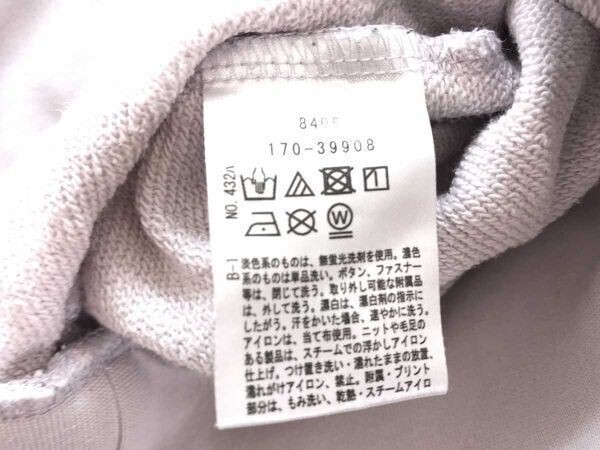 170-39908
NO. 432ハ
B-1
W
淡色系のものは、無蛍光洗剤を使用。濃色
系のものは単品洗い。ボタン、ファスナー
等は、閉じて洗う。取り外し可能な附属品
は、外して洗う。漂白は、漂白剤の指示に
したがう。汗をかいた場合、速やかに洗う。
アイロンは、当て布使用。ニットや毛足の
ある製品は、スチームでの浮かしアイロン
仕上げ。つけ置き洗い・濡れたままの放置、
濡れがけアイロン、禁止。附属・プリント
部分は、もみ洗い、乾熱・スチームアイロ